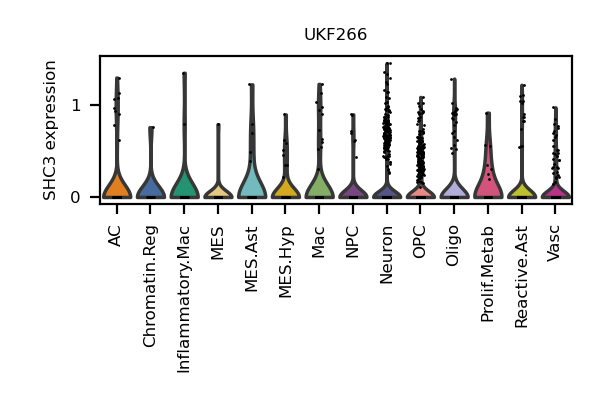 UKF266
SHC3 expression
1
0
AC
Chromatin.Reg
Inflammatory.Mac
MES
MES.Ast
MES.Hyp
Mac
NPC
Neuron
OPC
Oligo
Prolif.Metab
Reactive.Ast
Vasc